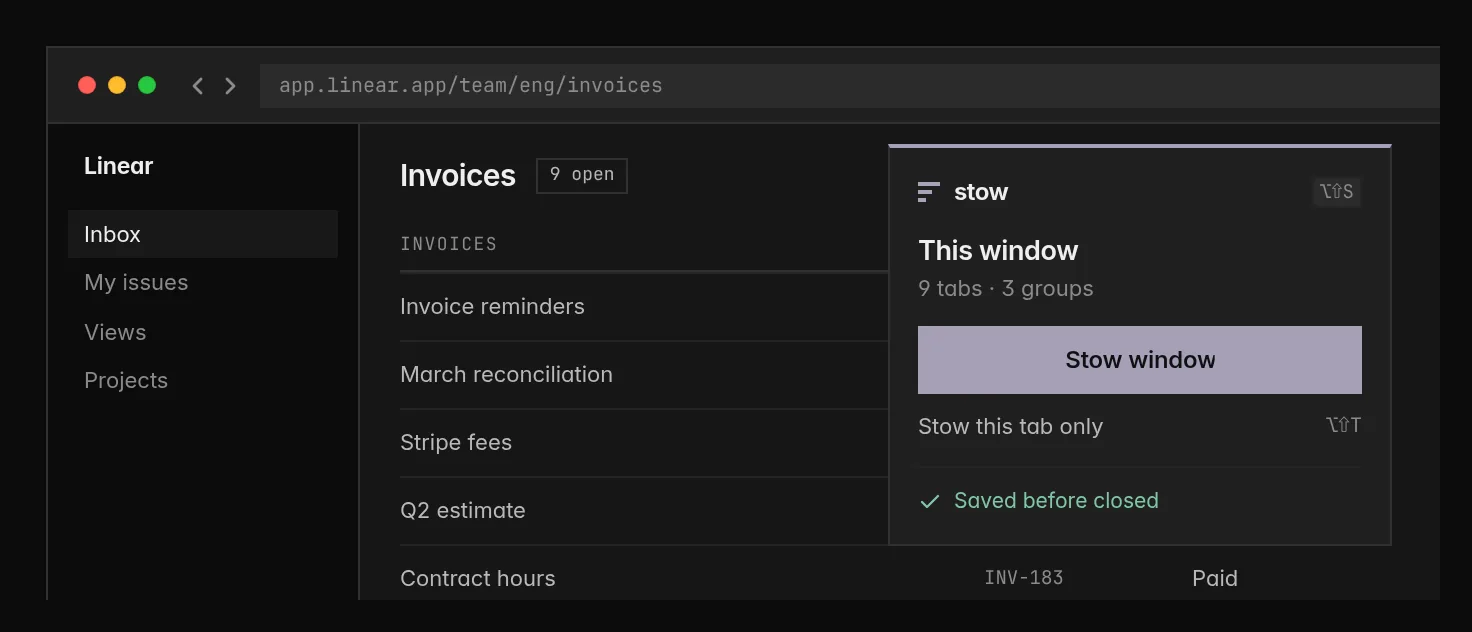 app.linear.app/team/eng/invoices
Linear
Inbox
My issues
Views
Projects
Invoices
9 open
INVOICES
Invoice reminders
March reconciliation
Stripe fees
Q2 estimate
Contract hours
INV-183
Paid
stow
⌥⇧S
This window
9 tabs · 3 groups
Stow window
Stow this tab only
⌥⇧T
Saved before closed